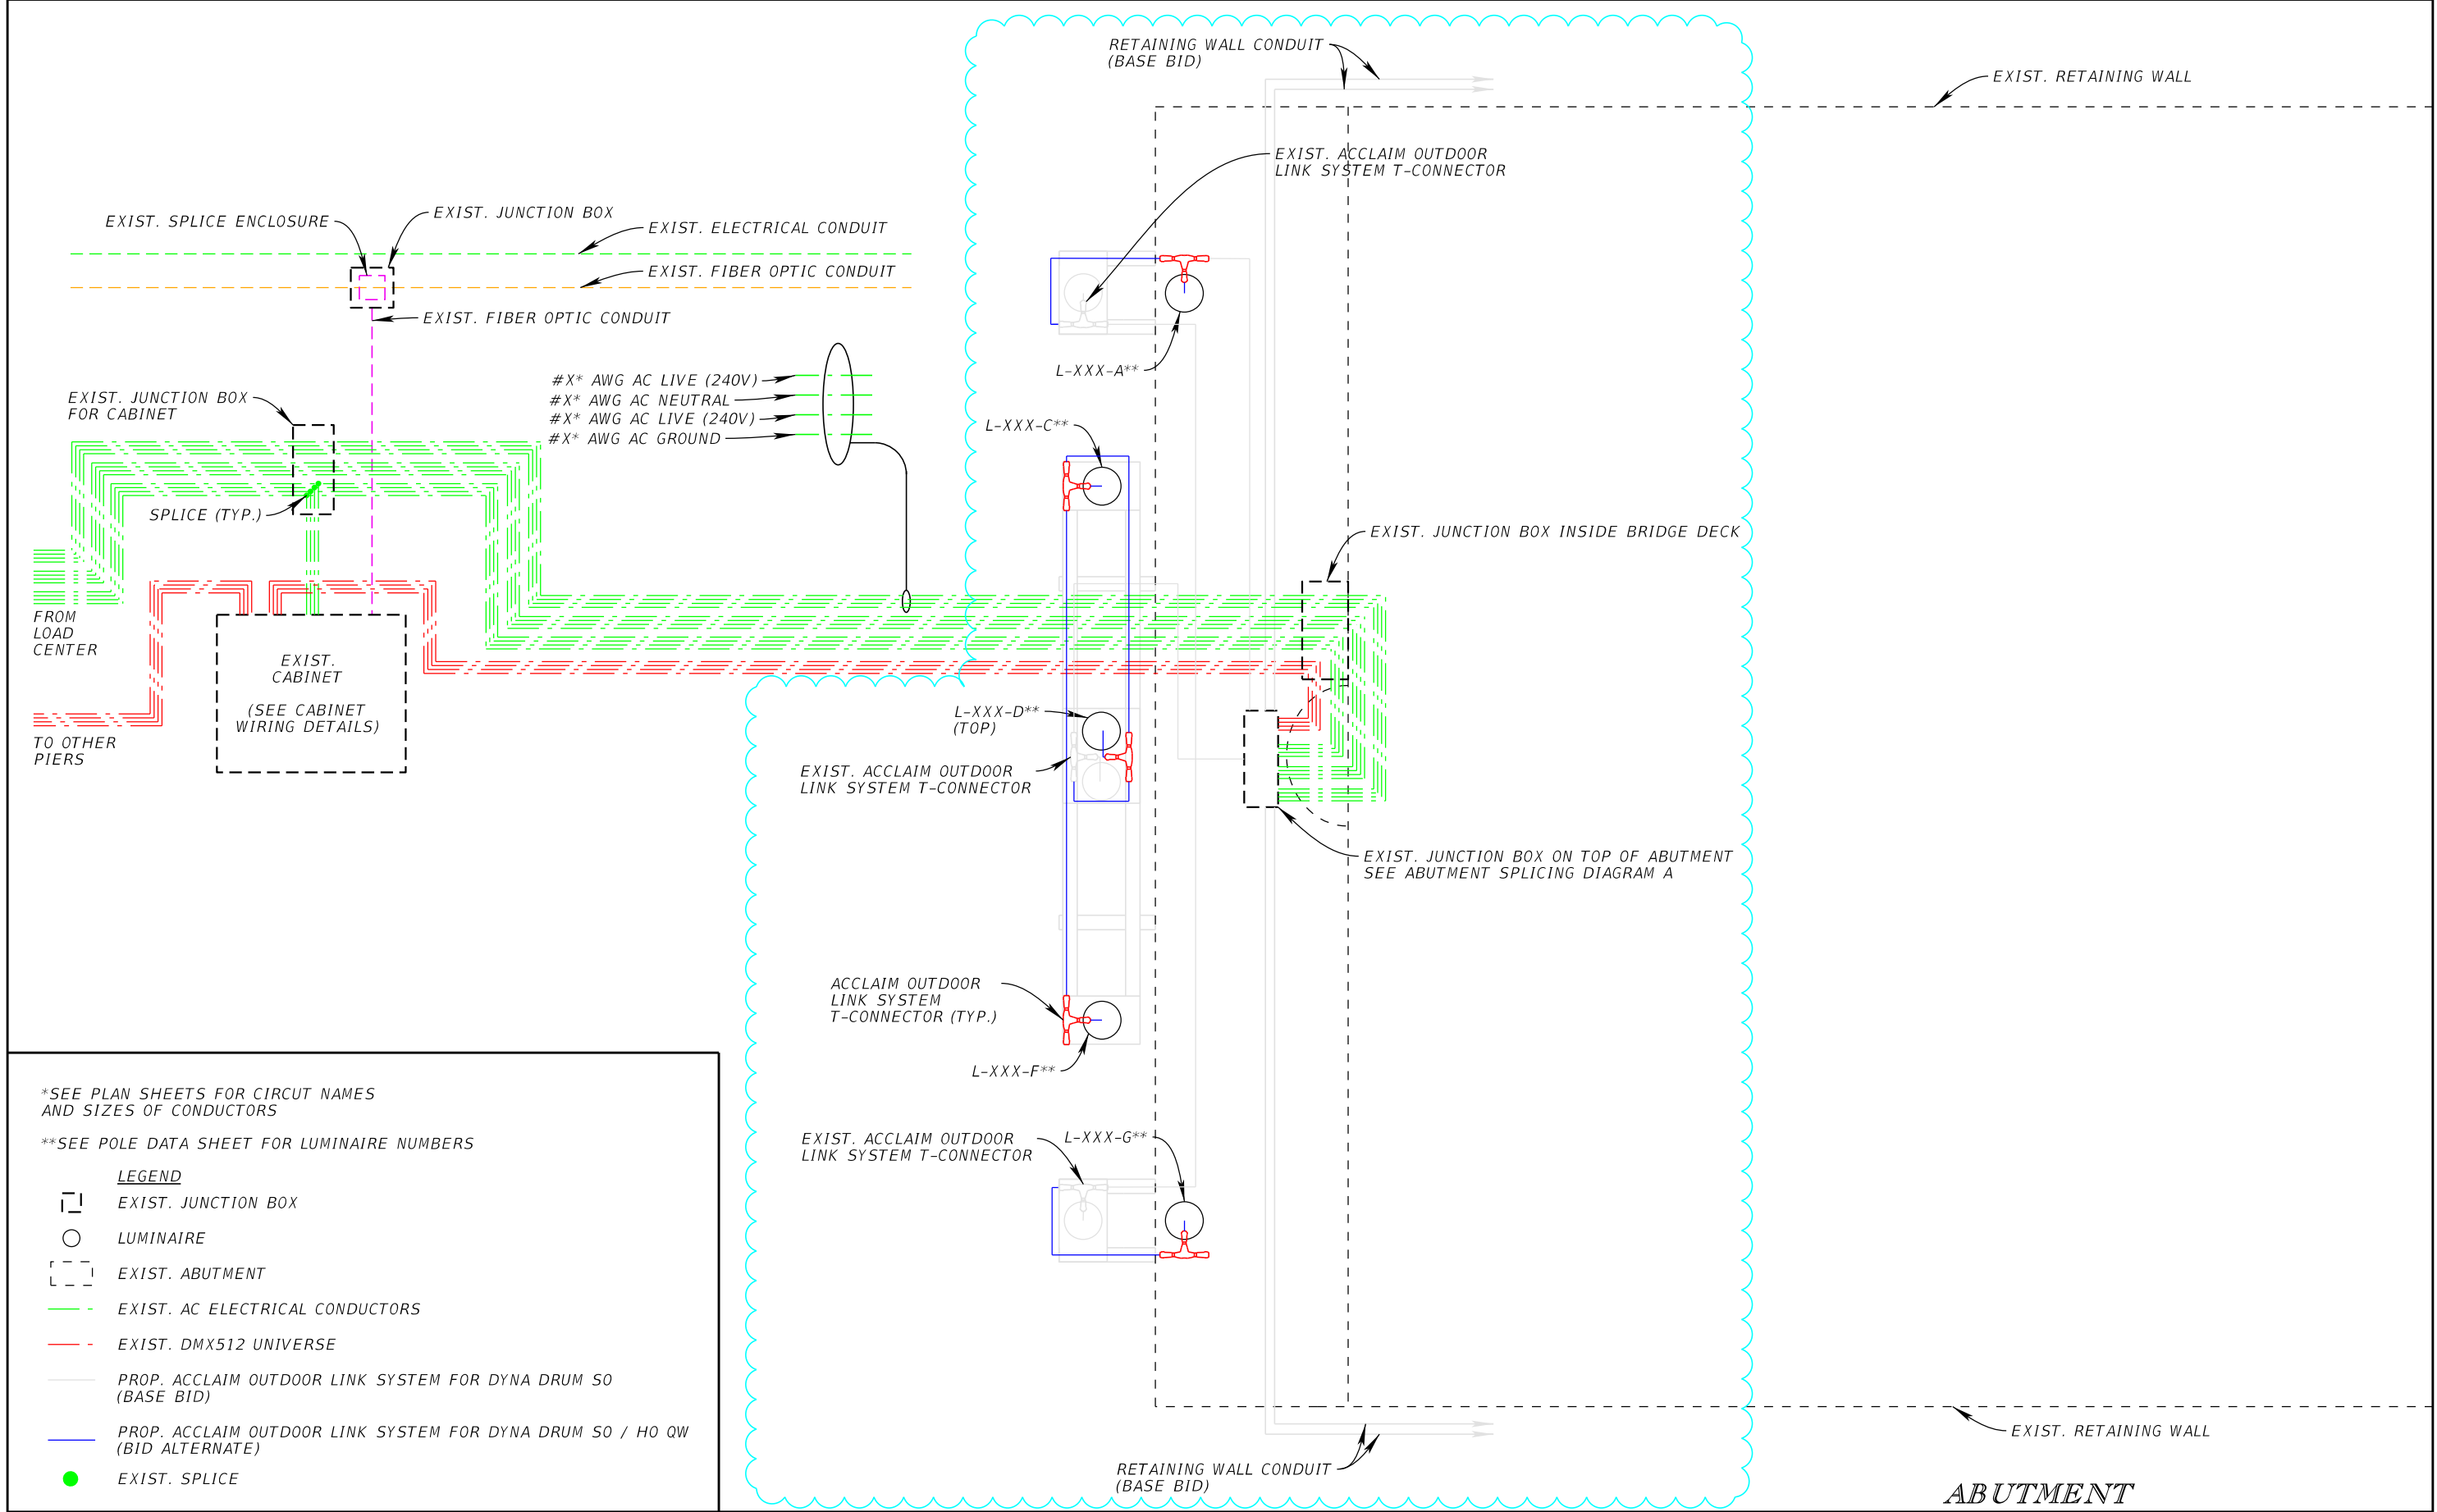 RETAINING WALL CONDUIT
(BASE BID)
EXIST. RETAINING WALL
EXIST. ACCLAIM OUTDOOR
LINK SYSTEM T-CONNECTOR
EXIST. SPLICE ENCLOSURE
EXIST. JUNCTION BOX
EXIST. ELECTRICAL CONDUIT
EXIST. FIBER OPTIC CONDUIT
EXIST. FIBER OPTIC CONDUIT
L-XXX-A**
#X* AWG AC LIVE (240V)
#X* AWG AC NEUTRAL
#X* AWG AC LIVE (240V)
#X* AWG AC GROUND
EXIST. JUNCTION BOX
FOR CABINET
L-XXX-C**
SPLICE (TYP.)
EXIST. JUNCTION BOX INSIDE BRIDGE DECK
FROM
LOAD
CENTER
EXIST.
CABINET
(SEE CABINET
WIRING DETAILS)
TO OTHER
PIERS
L-XXX-D**
(TOP)
EXIST. ACCLAIM OUTDOOR
LINK SYSTEM T-CONNECTOR
EXIST. JUNCTION BOX ON TOP OF ABUTMENT
SEE ABUTMENT SPLICING DIAGRAM A
ACCLAIM OUTDOOR
LINK SYSTEM
T-CONNECTOR (TYP.)
L-XXX-F**
EXIST. ACCLAIM OUTDOOR
LINK SYSTEM T-CONNECTOR
L-XXX-G**
*SEE PLAN SHEETS FOR CIRCUT NAMES
AND SIZES OF CONDUCTORS
**SEE POLE DATA SHEET FOR LUMINAIRE NUMBERS
LEGEND
EXIST. JUNCTION BOX
LUMINAIRE
EXIST. ABUTMENT
EXIST. AC ELECTRICAL CONDUCTORS
EXIST. DMX512 UNIVERSE
PROP. ACCLAIM OUTDOOR LINK SYSTEM FOR DYNA DRUM SO
(BASE BID)
PROP. ACCLAIM OUTDOOR LINK SYSTEM FOR DYNA DRUM SO / HO QW
(BID ALTERNATE)
EXIST. SPLICE
RETAINING WALL CONDUIT
(BASE BID)
EXIST. RETAINING WALL
ABUTMENT